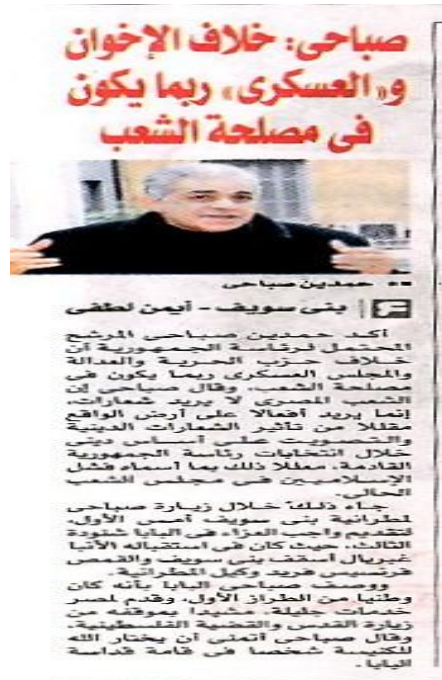 صباحى: خلاف الإخوان
و«العسكرى» ربما يكون
فى مصلحة الشعب
حمدين صباحى
بنى سويف - أيمن لطفى
أكد حمدين صباحى المرشح
المحتمل لرئاسة الجمهورية أن
خلاف حزب الحرية والعدالة
والمجلس العسكرى ربما يكون فى
مصلحة الشعب، وقال صباحى إن
الشعب المصرى لا يريد شعارات،
إنما يريد أفعالا على أرض الواقع
مقللا من تأثير الشعارات الدينية
والتصويت على أساس دينى
خلال انتخابات رئاسة الجمهورية
القادمة، معللا ذلك بما أسماه فشل
الإسلاميين فى مجلس الشعب
الحالى.
جاء ذلك خلال زيارة صباحى
لمطرانية بنى سويف أمس الأول،
لتقديم واجب العزاء فى البابا شنودة
الثالث، حيث كان فى استقباله الأنبا
غبريال أسقف بنى سويف والقمص
فرنسيس فريد وكيل المطرانية.
ووصف صباحى البابا بأنه كان
وطنيا من الطراز الأول، وقدم لمصر
خدمات جليلة مشيدا بموقفه من
زيارة القدس والقضية الفلسطينية،
وقال صباحى أتمنى أن يختار الله
للكنيسة شخصا فى قامة قداسة
البابا.